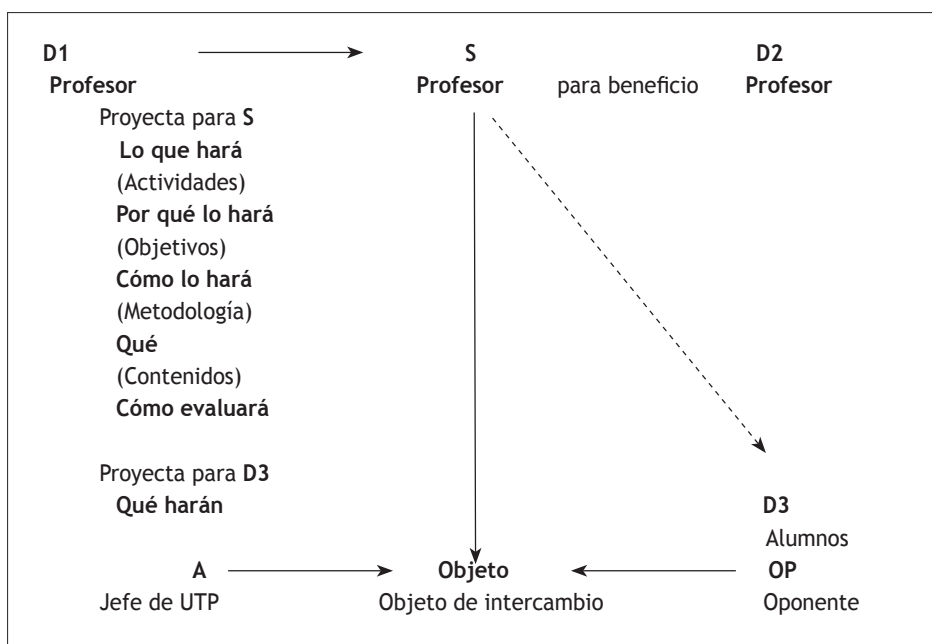 D1 S D2
Profesor Profesor para beneficio Profesor
Proyecta para S
Lo que hará
(Actividades)
Por qué lo hará
(Objetivos)
Cómo lo hará
(Metodología)
Qué
(Contenidos)
Cómo evaluará
Proyecta para D3
Qué harán D3
Alumnos
A Objeto OP
Jefe de UTP Objeto de intercambio Oponente